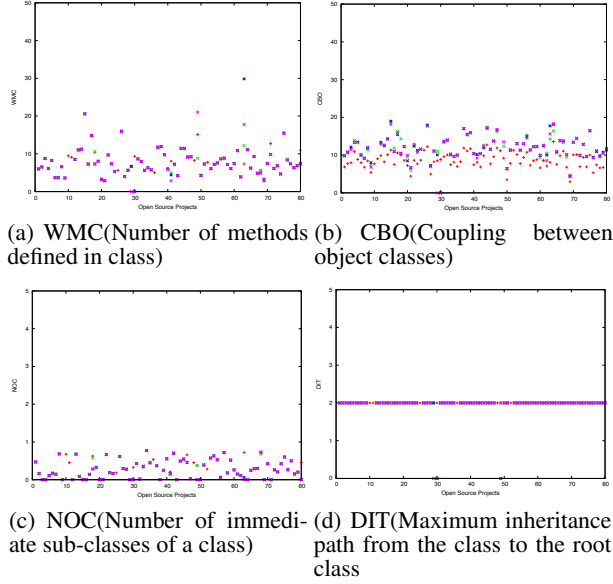 50
40
30
20
10
0
WMC
0 10 20 30 40 50 60 70 80
Open Source Projects
50
40
30
20
10
0
CBO
0 10 20 30 40 50 60 70 80
Open Source Projects
(a) WMC(Number of methods
defined in class)
(b) CBO(Coupling between
object classes)
5
4
3
2
1
0
NOC
0 10 20 30 40 50 60 70 80
Open Source Projects
5
4
3
2
1
0
DIT
0 10 20 30 40 50 60 70 80
Open Source Projects
(c) NOC(Number of immedi-
ate sub-classes of a class)
(d) DIT(Maximum inheritance
path from the class to the root
class